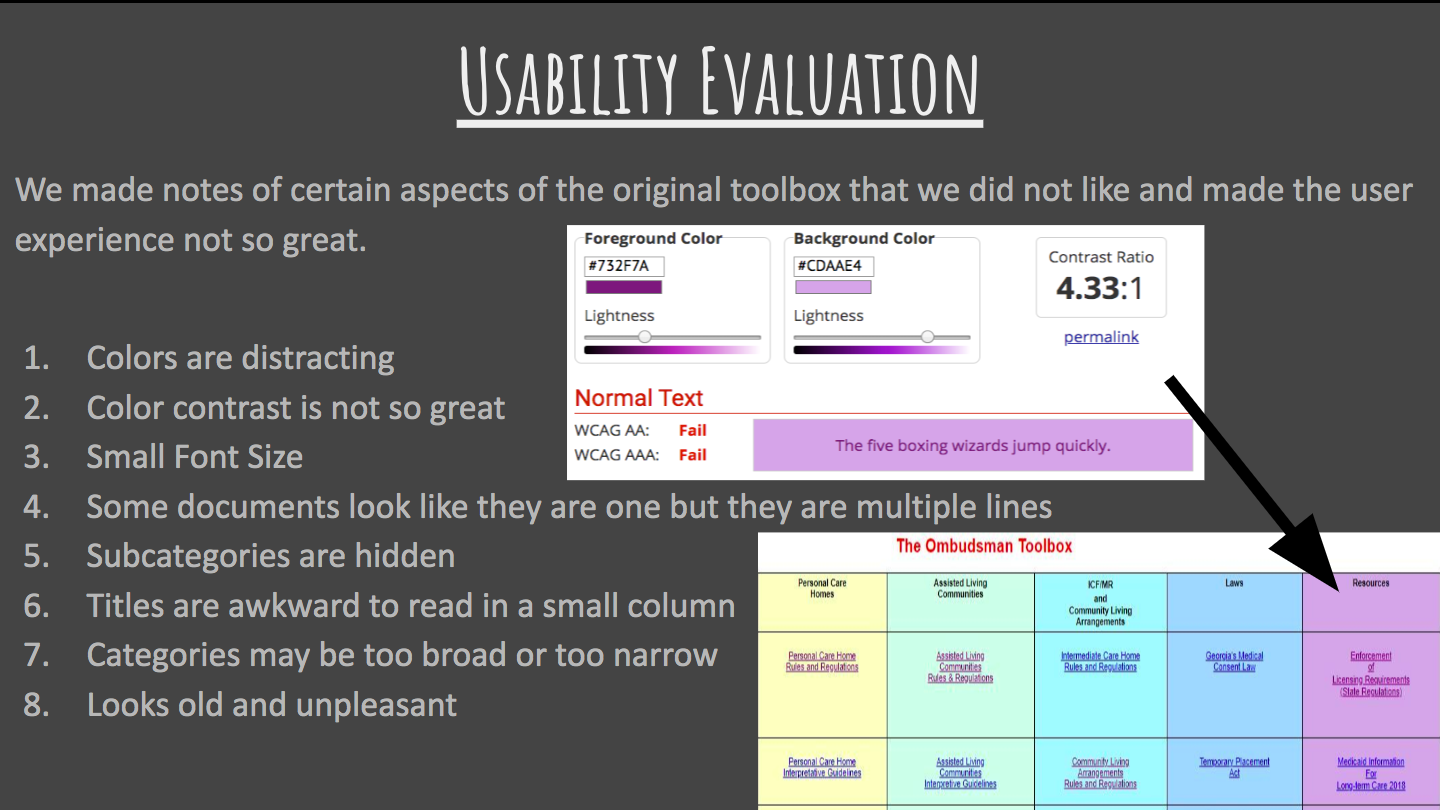 Usability Evaluation
We made notes of certain aspects of the original toolbox that we did not like and made the user
experience not so great.
Foreground Color
#732F7A
Lightness
Background Color
#CDAAE4
Lightness
Contrast Ratio
4.33:1
permalink
Normal Text
WCAG AA: Fail
WCAG AAA: Fail
The five boxing wizards jump quickly.
1. Colors are distracting
2. Color contrast is not so great
3. Small Font Size
4. Some documents look like they are one but they are multiple lines
5. Subcategories are hidden
6. Titles are awkward to read in a small column
7. Categories may be too broad or too narrow
8. Looks old and unpleasant
The Ombudsman Toolbox
Personal Care
Homes
Assisted Living
Communities
ICF/MR
and
Community Living
Arrangements
Laws
Resources
Personal Care Home
Rules and Regulations
Assisted Living
Communities
Rules & Regulations
Intermediate Care Home
Rules and Regulations
Georgia's Medical
Consent Law
Enforcement
of
Licensing Requirements
(State Regulations)
Personal Care Home
Interpretative Guidelines
Assisted Living
Communities
Interpretive Guidelines
Community Living
Arrangements
Rules and Regulations
Temporary Placement
Act
Medicaid Information
For
Long-term Care 2018